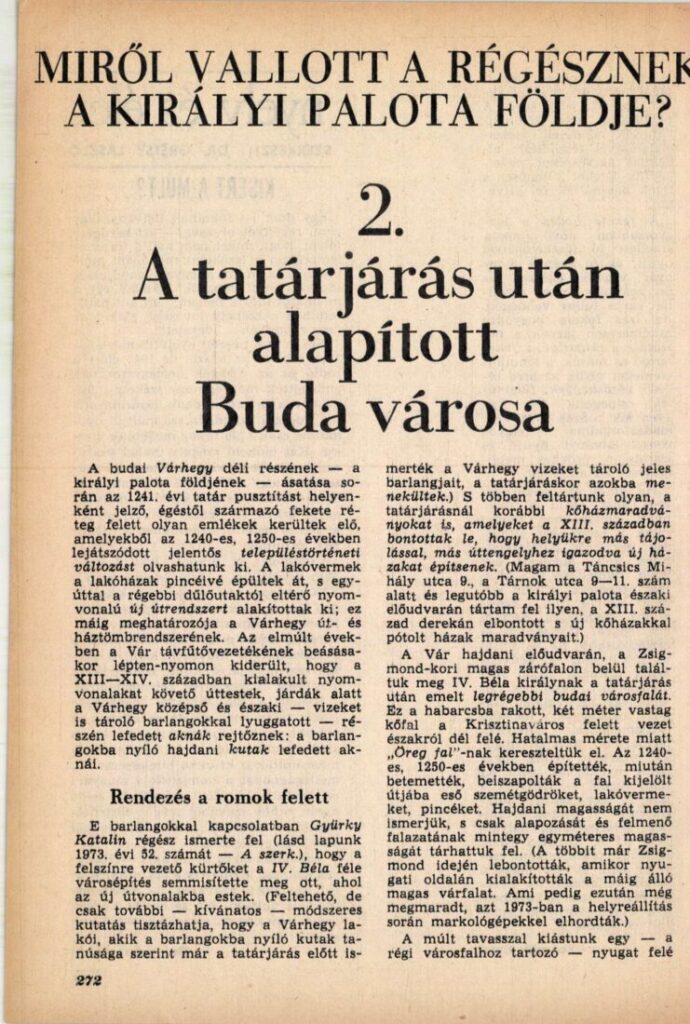 MIRŐL VALLOTT A RÉGÉSZNEK
A KIRÁLYI PALOTA FÖLDJE?
2.
A tatárjárás után
alapított
Buda városa
A budai Várhegy déli részének — a
királyi palota földjének — ásatása so-
rán az 1241. évi tatár pusztítást helyen-
ként jelző, égéstől származó fekete ré-
teg felett olyan emlékek kerültek elő,
amelyekből az 1240-es, 1250-es években
lejátszódott jelentős településtörténeti
változást olvashatunk ki. A lakóvermek
a lakóházak pincéivé épültek át, s egy-
úttal a régebbi dűlőutaktól eltérő nyom-
vonalú új útrendszert alakítottak ki; ez
máig meghatározója a Várhegy út- és
háztömbrendszerének. Az elmúlt évek-
ben a Vár távfűtővezetékének beásása-
kor lépten-nyomon kiderült, hogy a
XIII—XIV. században kialakult nyom-
vonalakat követő úttestek, járdák alatt
a Várhegy középső és északi — vizeket
is tároló barlangokkal lyuggatott — ré-
szén lefedett aknák rejtőznek: a barlan-
gokba nyíló hajdani kutak lefedett ak-
nái.
Rendezés a romok felett
E barlangokkal kapcsolatban Gyürky
Katalin régész ismerte fel (lásd lapunk
1973. évi 52. számát — A szerk.), hogy a
felszínre vezető kürtőket a IV. Béla féle
városépítés semmisítette meg ott, ahol
az új útvonalakba estek. (Feltehető, de
csak további — kívánatos — módszeres
kutatás tisztázhatja, hogy a Várhegy la-
kói, akik a barlangokba nyíló kutak ta-
núsága szerint már a tatárjárás előtt is-
merték a Várhegy vizeket tároló jeles
barlangjait, a tatárjáráskor azokba me-
nekültek.) S többen feltártunk olyan, a
tatárjárásnál korábbi kőházmaradvá-
nyokat is, amelyeket a XIII. században
bontottak le, hogy helyükre más tájo-
lással, más úttengelyhez igazodva új há-
zakat építsenek. (Magam a Táncsics Mi-
hály utca 9., a Tárnok utca 9—11. szám
alatt és legutóbb a királyi palota északi
előudvarán tártam fel ilyen, a XIII. szá-
zad derekán elbontott s új kőházakkal
pótolt házak maradványait.)
A Vár hajdani előudvarán, a Zsig-
mond-kori magas zárófalon belül talál-
tuk meg IV. Béla királynak a tatárjárás
után emelt legrégebbi budai városfalát.
Ez a habarcsba rakott, két méter vastag
kőfal a Krisztinaváros felett vezet
északról dél felé. Hatalmas mérete miatt
„Öreg fal"-nak kereszteltük el. Az 1240-
es, 1250-es években építették, miután
betemették, beiszapolták a fal kijelölt
útjába eső szemétgödröket, lakóverme-
ket, pincéket. Hajdani magasságát nem
ismerjük, s csak alapozását és felmenő
falazatának mintegy egyméteres magas-
ságát tárhattuk fel. (A többit már Zsig-
mond idején lebontották, amikor nyu-
gati oldalán kialakították a máig álló
magas várfalat. Ami pedig ezután még
megmaradt, azt 1973-ban a helyreállítás
során markológépekkel elhordták.)
A múlt tavasszal kiástunk egy — a
régi városfalhoz tartozó — nyugat felé
272